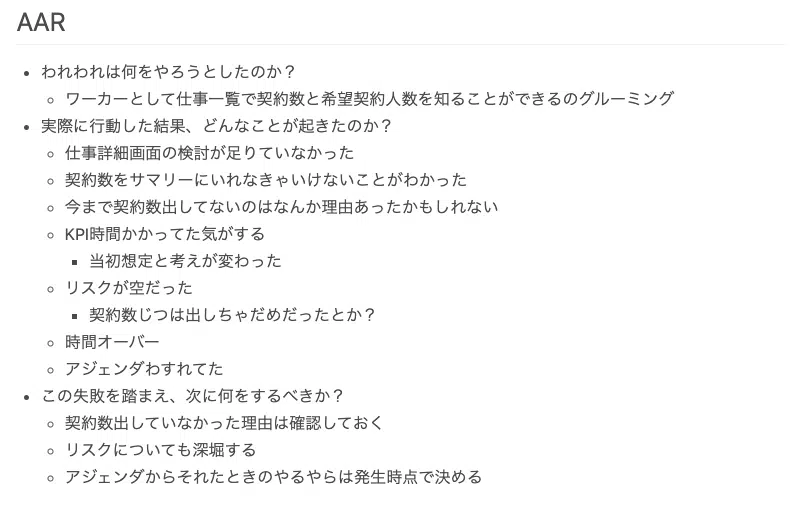 AAR
われわれは何をやろうとしたのか？
ワーカーとして仕事一覧で契約数と希望契約人数を知ることができるのグルーミング
実際に行動した結果、どんなことが起きたのか？
仕事詳細画面の検討が足りていなかった
契約数をサマリーにいれなきゃいけないことがわかった
今まで契約数出してないのはなんか理由あったかもしれない
KPI時間かかってた気がする
当初想定と考えが変わった
リスクが空だった
契約数じつは出しちゃだめだったとか？
時間オーバー
アジェンダわすれてた
この失敗を踏まえ、次に何をするべきか？
契約数出していなかった理由は確認しておく
リスクについても深堀する
アジェンダからそれたときのやるやらは発生時点で決める